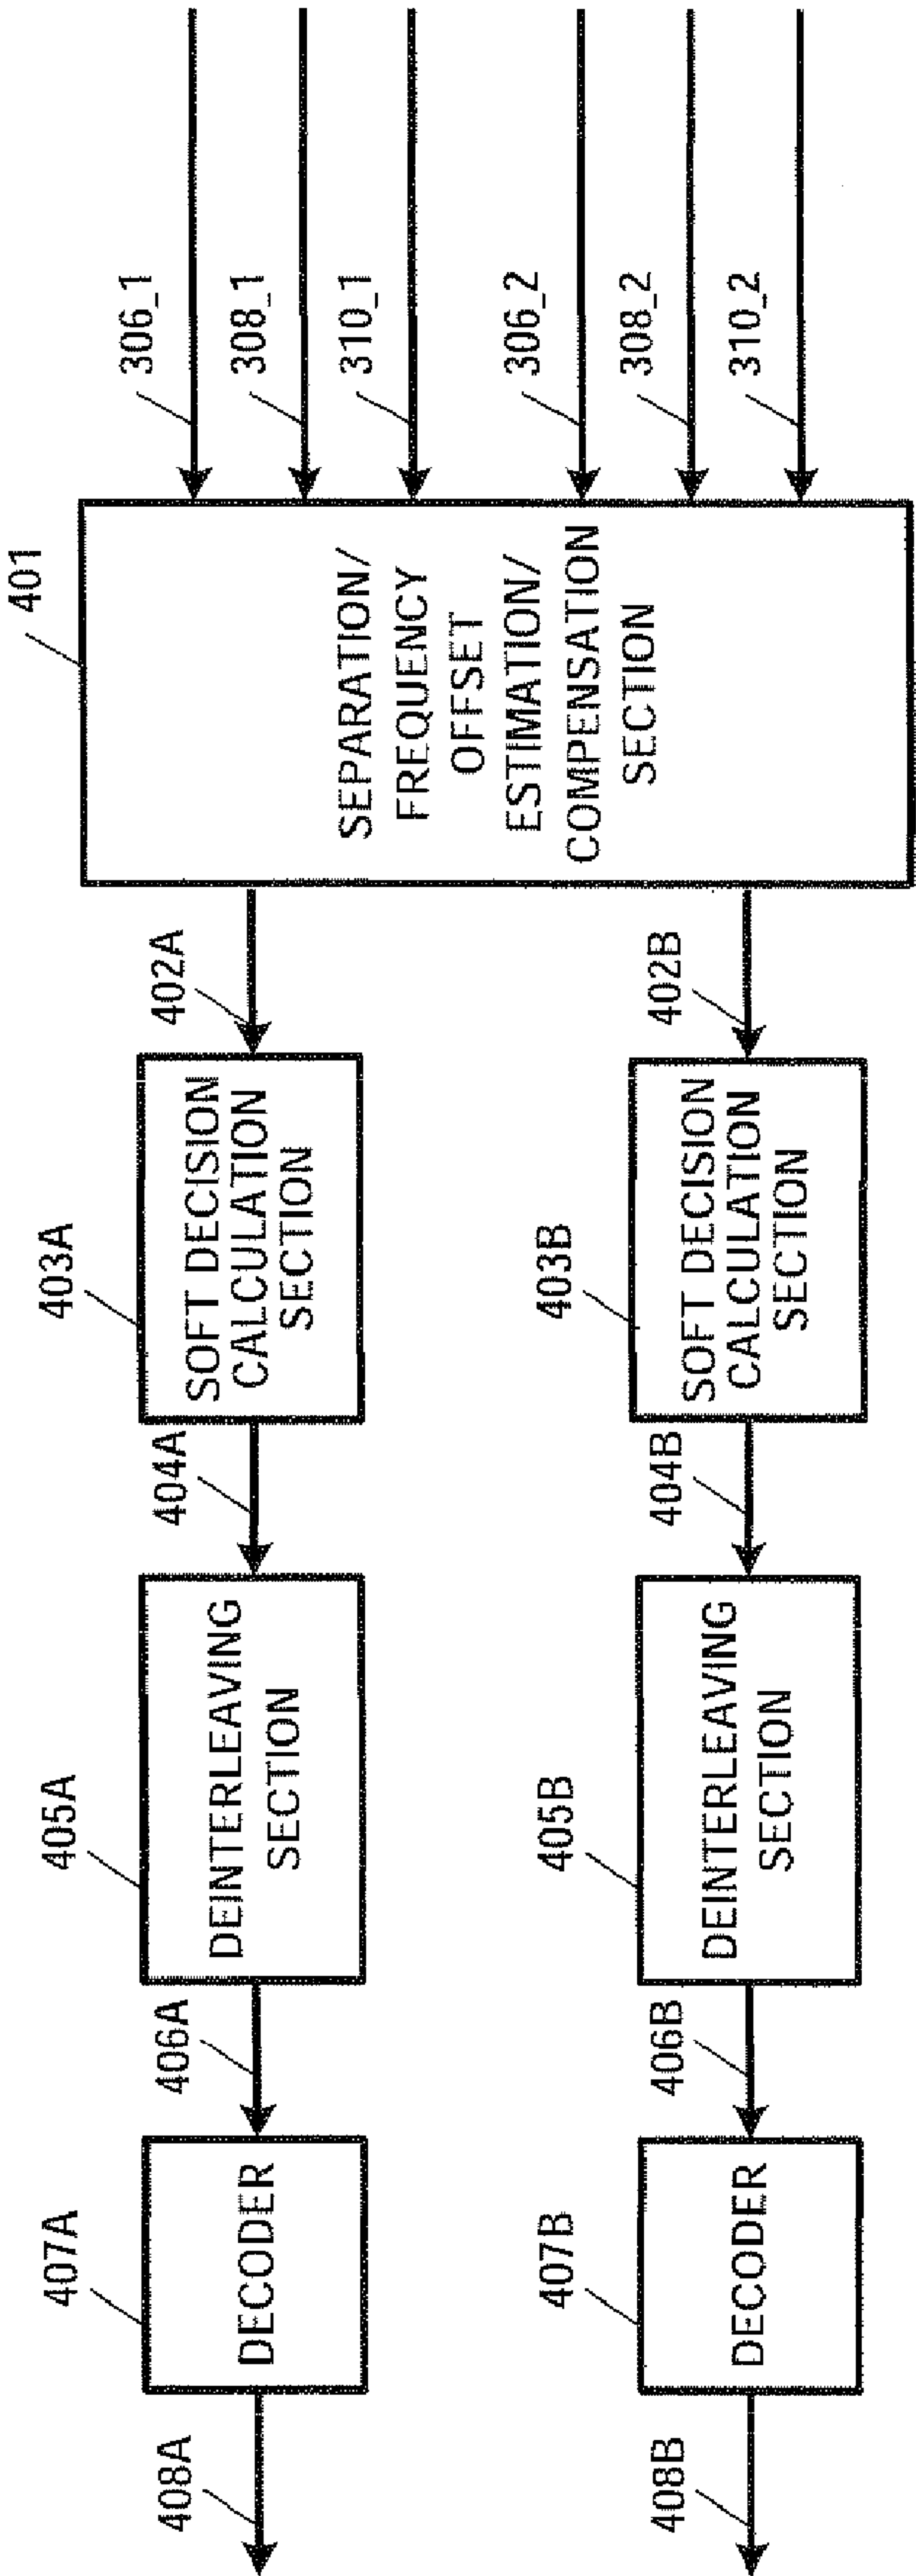 306_1
308_1
310_1
306_2
308_2
310_2
401
SEPARATION/
FREQUENCY
OFFSET
ESTIMATION/
COMPENSATION
SECTION
402A
402B
403A
SOFT DECISION
CALCULATION
SECTION
403B
SOFT DECISION
CALCULATION
SECTION
404A
404B
405A
DEINTERLEAVING
SECTION
405B
DEINTERLEAVING
SECTION
406A
406B
407A
DECODER
407B
DECODER
408A
408B